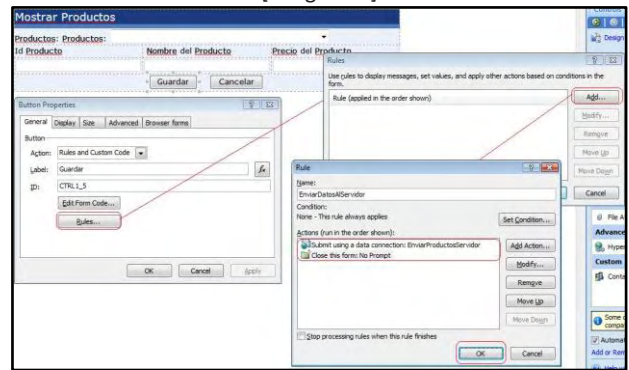 Mostrar Productos
Productos: Productos:
Id Producto Nombre del Producto Precio del Producto
Guardar Cancelar
Controls
Design
Rules
Use rules to display messages, set values, and apply other actions based on conditions in the form.
Rule (applied in the order shown)
Add...
Modify...
Remove
Move Up
Move Down
Cancel
Button Properties
General Display Size Advanced Browser forms
Button
Action: Rules and Custom Code
Label: Guardar fx
ID: CTRL1_5
Edit Form Code...
Rules...
OK Cancel Apply
Rule
Name:
EnviarDatosAlServidor
Condition:
None - This rule always applies
Set Condition...
Actions (run in the order shown):
Submit using a data connection: EnviarProductosServidor
Close this form: No Prompt
Add Action...
Modify...
Remove
Move Up
Move Down
Stop processing rules when this rule finishes
OK Cancel
File A
Advance
Hyper
Custom
Conta
Some
compa
Automat
Add or Rem